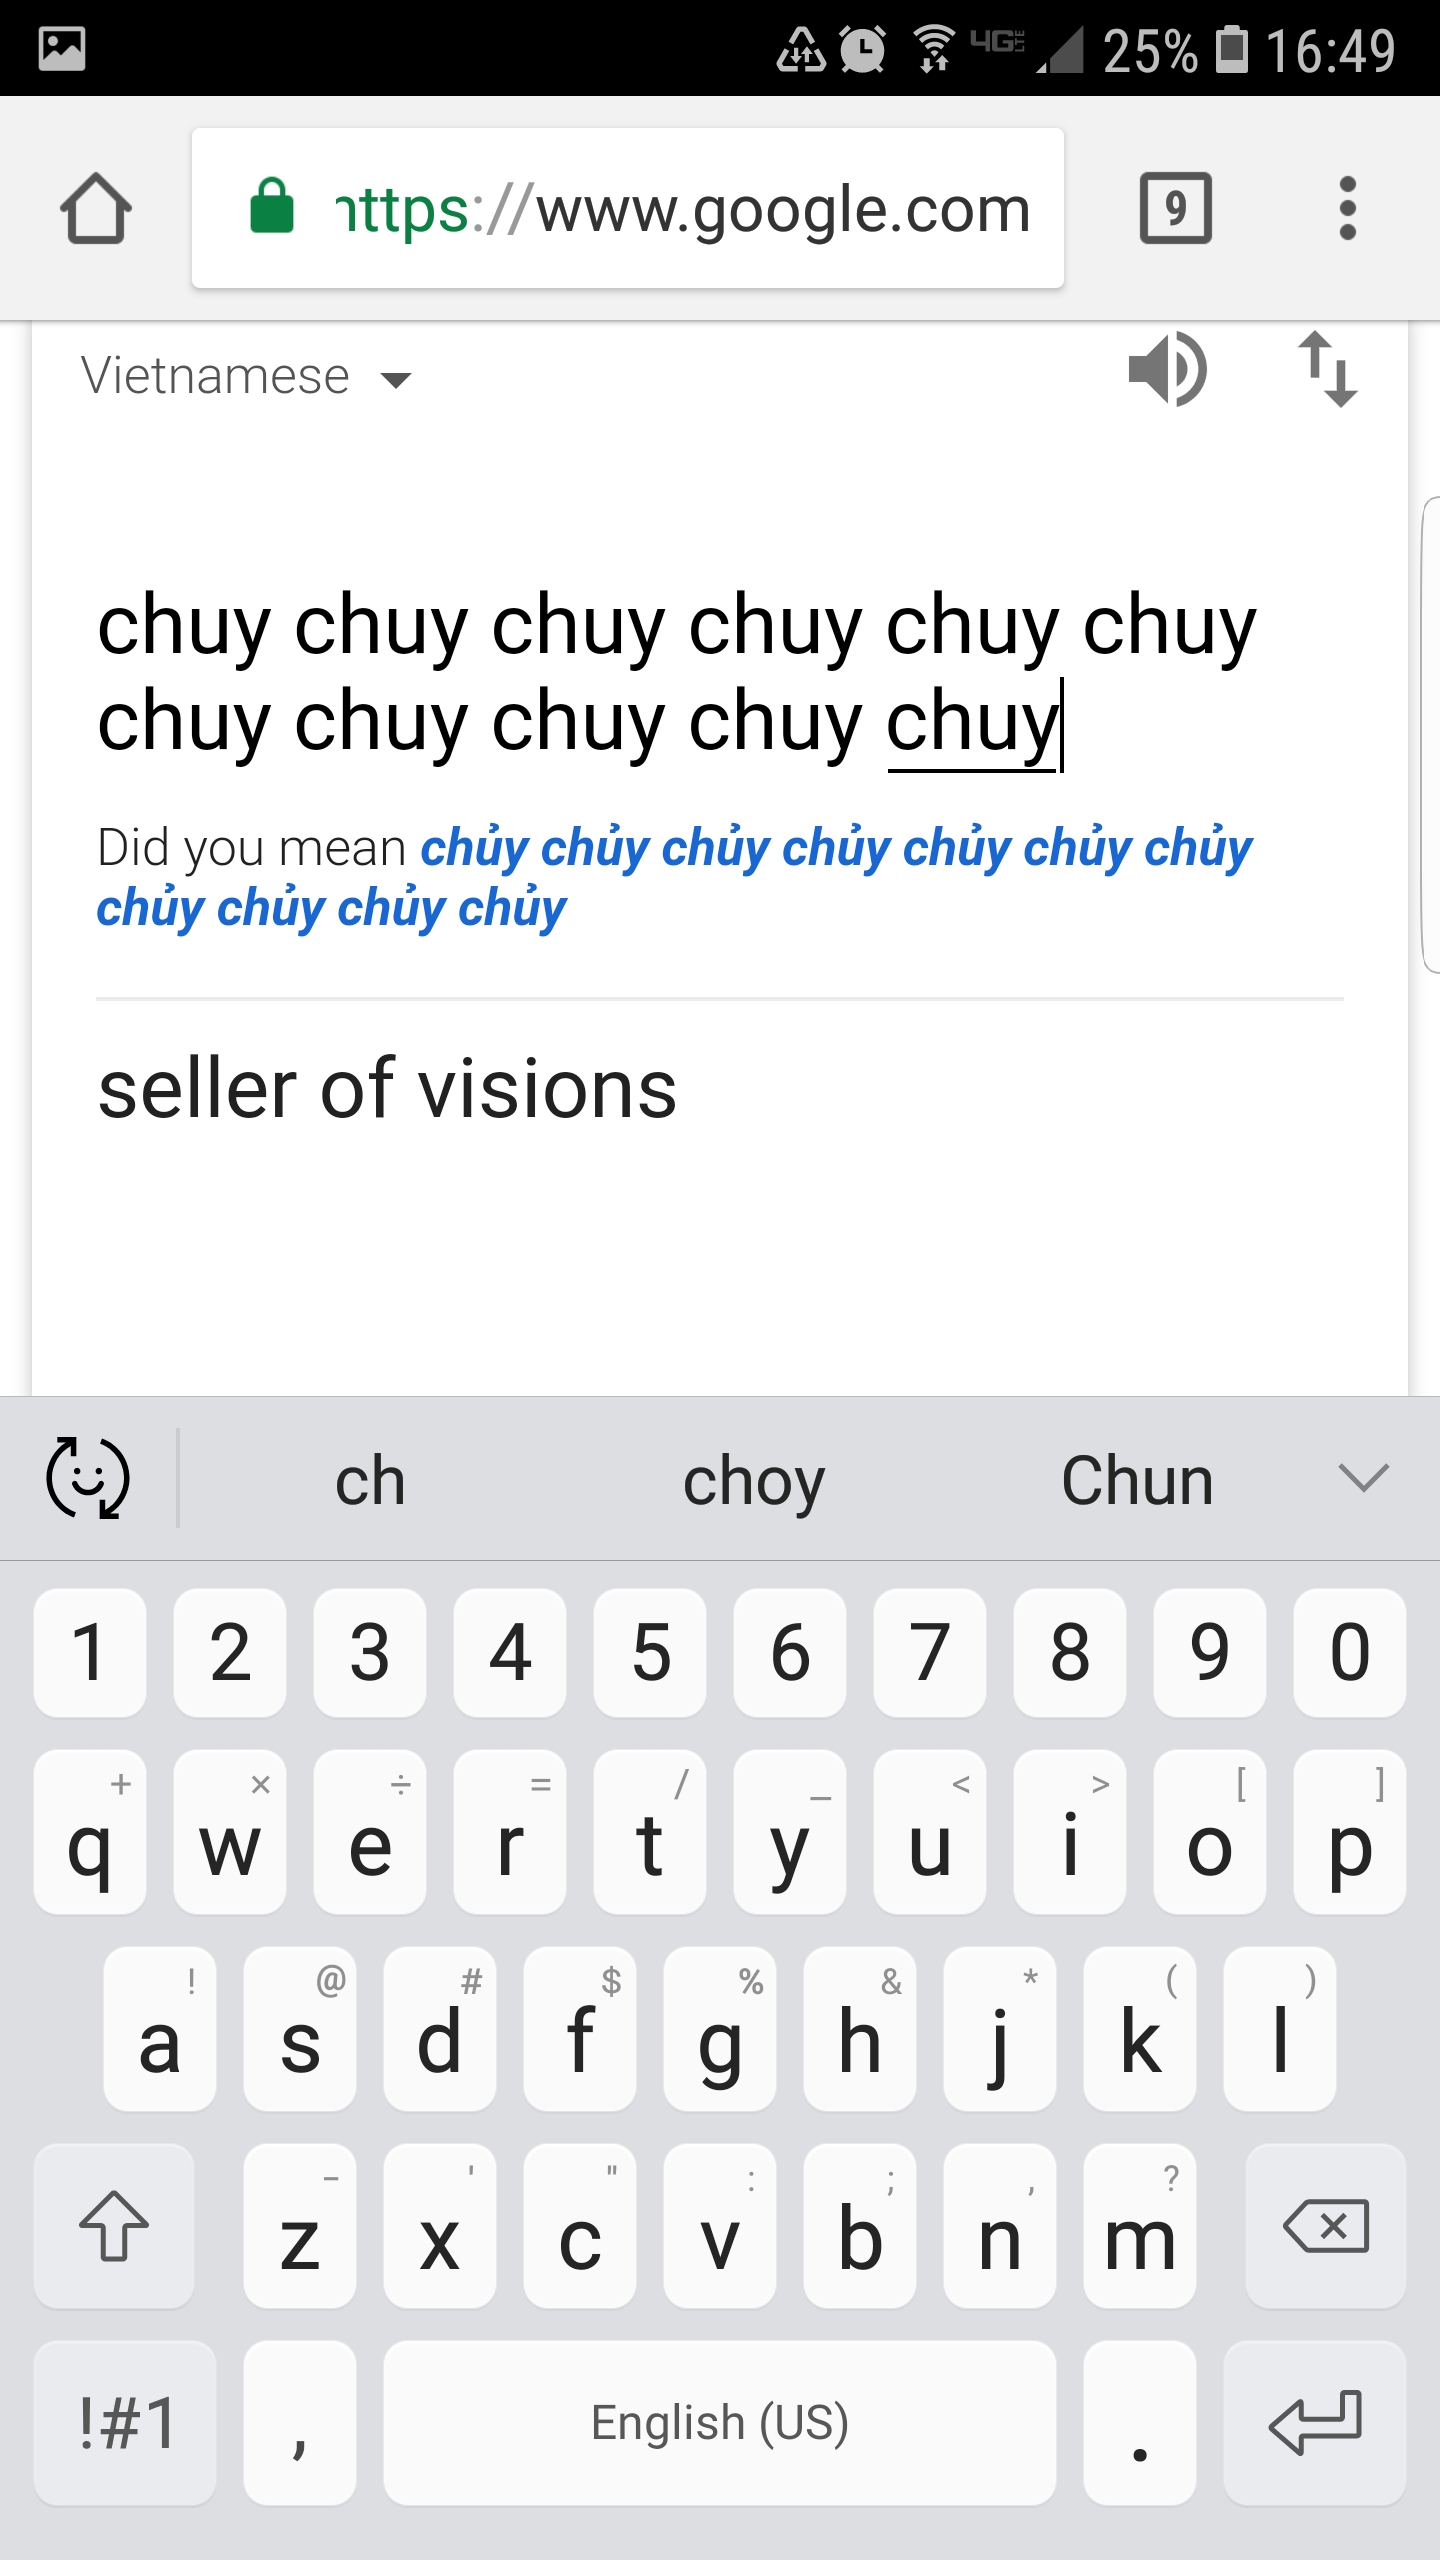 25% 16:49
https://www.google.com 9
Vietnamese
chuy chuy chuy chuy chuy chuy
chuy chuy chuy chuy chuy
Did you mean chủy chủy chủy chủy chủy chủy chủy
chủy chủy chủy chủy
seller of visions
ch choy Chun
1 2 3 4 5 6 7 8 9 0
+ × ÷ = / _ < > [ ]
q w e r t y u i o p
! @ # $ % & * ( )
a s d f g h j k l
- ' " : ; , ?
z x c v b n m
!#1 , English (US) .